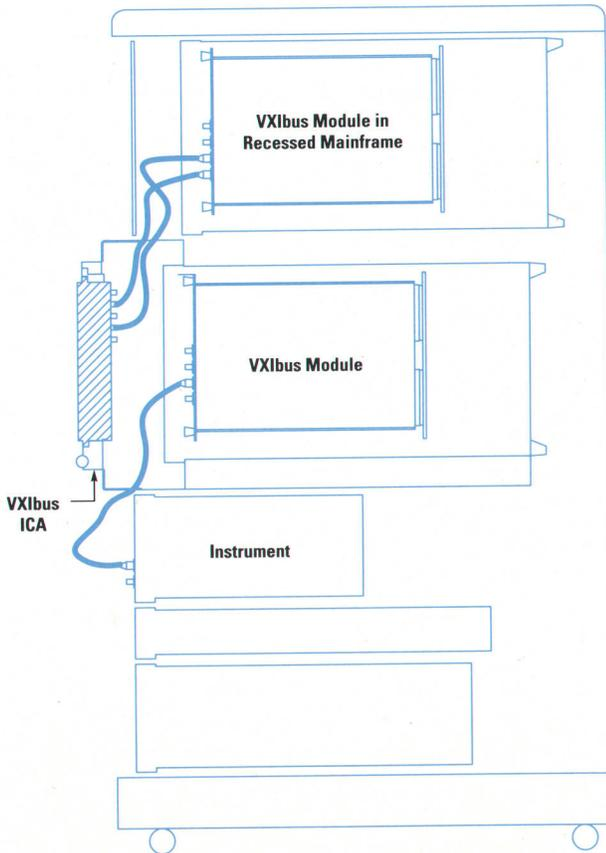 VXIbus Module in
Recessed Mainframe
VXIbus Module
VXIbus
ICA
Instrument